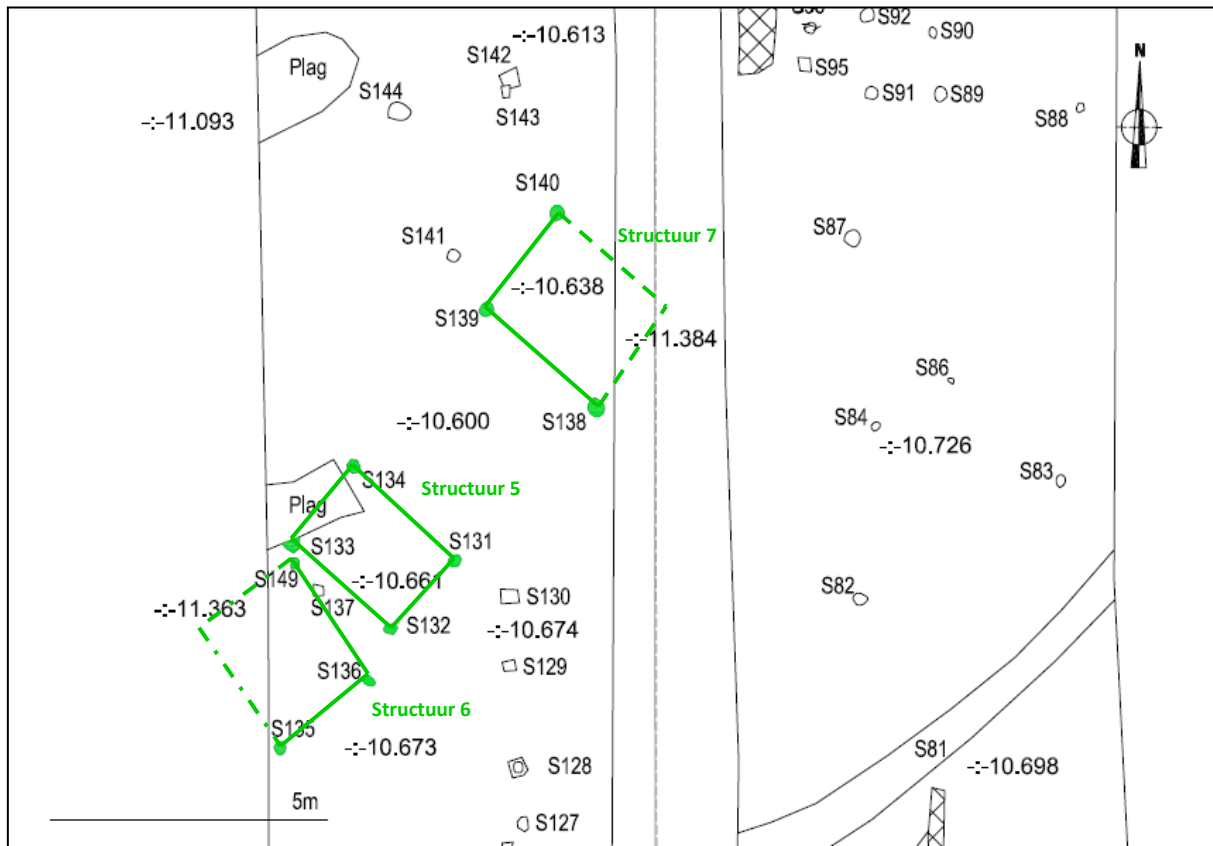 S92
S90
-:-10.613
S142
Plag
S95
S144
S91
S89
S143
S88
-:-11.093
N
S140
S87
S141
Structuur 7
-:-10.638
S139
-:-11.384
S86
S138
S84
-:-10.600
-:-10.726
S134
S83
Structuur 5
Plag
S131
S133
S149
-:-10.661
S82
S130
-:-11.363
S137
S132
-:-10.674
S136
S129
Structuur 6
S135
-:-10.673
S81
S128
-:-10.698
5m
S127